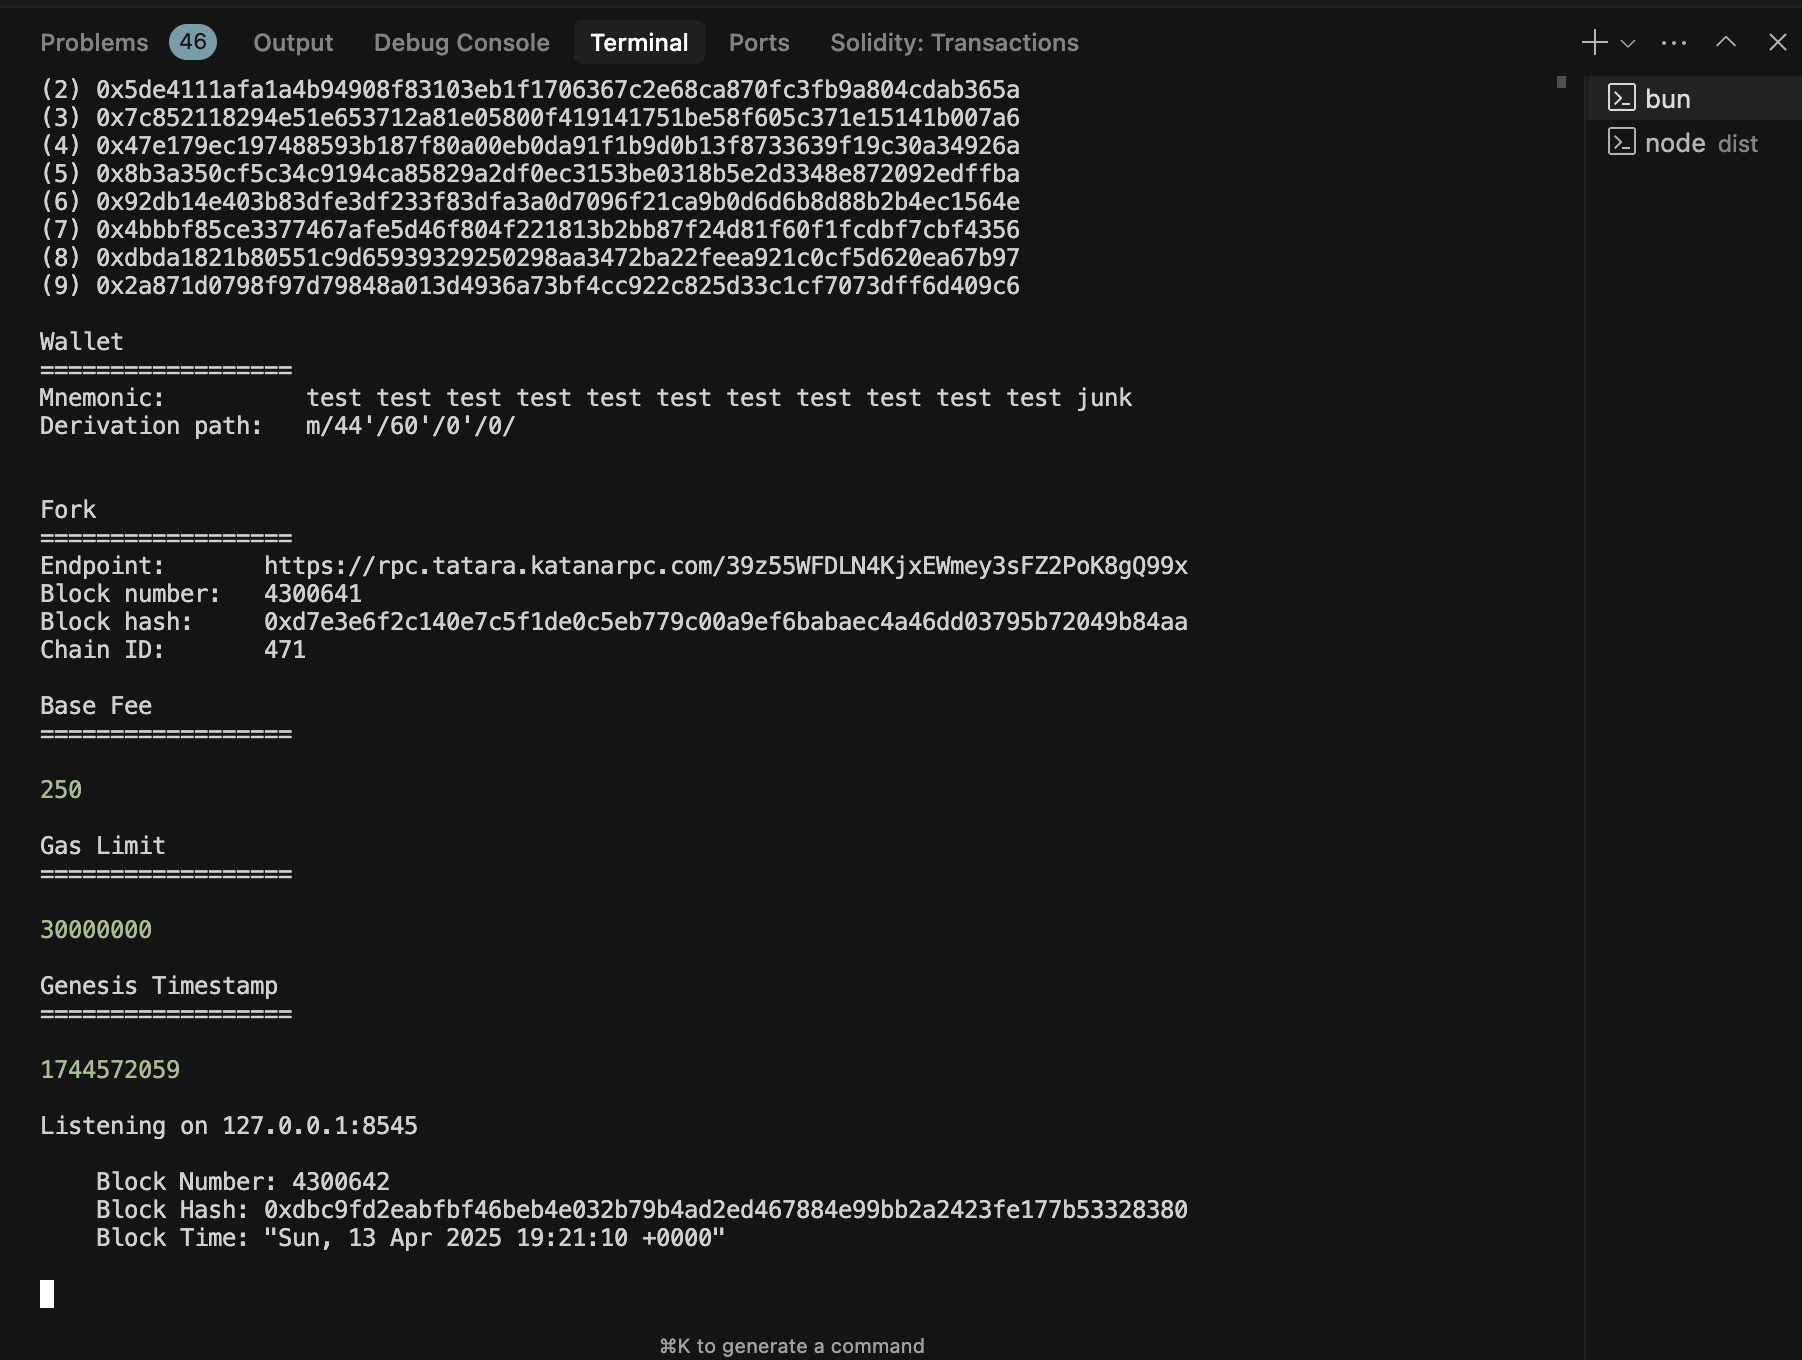 Problems 46 Output Debug Console Terminal Ports Solidity: Transactions
bun
node dist
(2) 0x5de4111afa1a4b94908f83103eb1f1706367c2e68ca870fc3fb9a804cdab365a
(3) 0x7c852118294e51e653712a81e05800f419141751be58f605c371e15141b007a6
(4) 0x47e179ec197488593b187f80a00eb0da91f1b9d0b13f8733639f19c30a34926a
(5) 0x8b3a350cf5c34c9194ca85829a2df0ec3153be0318b5e2d3348e872092edffba
(6) 0x92db14e403b83dfe3df233f83dfa3a0d7096f21ca9b0d6d6b8d88b2b4ec1564e
(7) 0x4bbbf85ce3377467afe5d46f804f221813b2bb87f24d81f60f1fcdbf7cbf4356
(8) 0xdbda1821b80551c9d65939329250298aa3472ba22feea921c0cf5d620ea67b97
(9) 0x2a871d0798f97d79848a013d4936a73bf4cc922c825d33c1cf7073dff6d409c6
Wallet
==================
Mnemonic: test test test test test test test test test test test junk
Derivation path: m/44'/60'/0'/0/
Fork
==================
Endpoint: https://rpc.tatara.katanarpc.com/39z55WFDLN4KjxEWmey3sFZ2PoK8gQ99x
Block number: 4300641
Block hash: 0xd7e3e6f2c140e7c5f1de0c5eb779c00a9ef6babaec4a46dd03795b72049b84aa
Chain ID: 471
Base Fee
==================
250
Gas Limit
==================
30000000
Genesis Timestamp
==================
1744572059
Listening on 127.0.0.1:8545
Block Number: 4300642
Block Hash: 0xdbc9fd2eabfbf46beb4e032b79b4ad2ed467884e99bb2a2423fe177b53328380
Block Time: "Sun, 13 Apr 2025 19:21:10 +0000"
⌘K to generate a command